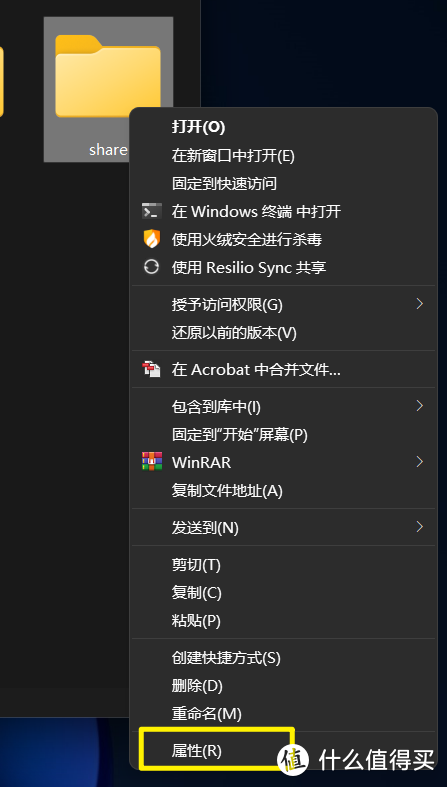 share
打开(O)
在新窗口中打开(E)
固定到快速访问
在 Windows 终端 中打开
使用火绒安全进行杀毒
使用 Resilio Sync 共享
授予访问权限(G)
还原以前的版本(V)
在 Acrobat 中合并文件...
包含到库中(I)
固定到"开始"屏幕(P)
WinRAR
复制文件地址(A)
发送到(N)
剪切(T)
复制(C)
粘贴(P)
创建快捷方式(S)
删除(D)
重命名(M)
属性(R)
值 什么值得买